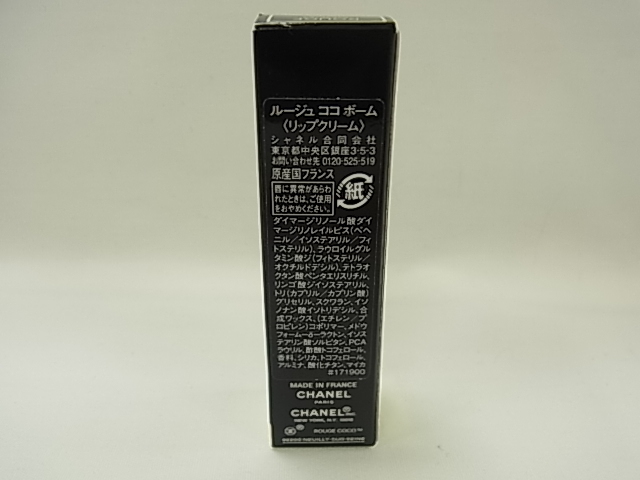 ルージュ ココ ボーム
〈リップクリーム〉
シャネル合同会社
東京都中央区銀座3-5-3
お問い合わせ先 0120-525-519
原産国フランス
唇に異常があらわ
れたときは、ご使用
をおやめください。
紙
ダイマージリノール酸ダイ
マージリノレイルビス(ベヘ
ニル/イソステアリル/フィ
トステリル)、ラウロイルグル
タミン酸ジ(フィトステリル/
オクチルドデシル)、テトラオ
クタン酸ペンタエリスリチル、
リンゴ酸ジイソステアリル、
トリ(カプリル/カプリン酸)
グリセリル、スクワラン、イソ
ノナン酸イソトリデシル、合
成ワックス、(エチレン/プ
ロピレン)コポリマー、メドウ
フォーム-δ-ラクトン、イソス
テアリン酸ソルビタン、PCA
ラウリル、酢酸トコフェロール、
香料、シリカ、トコフェロール、
アルミナ、酸化チタン、マイカ
#171900
MADE IN FRANCE
CHANEL
PARIS
CHANEL®
NEW YORK, N.Y.
ROUGE COCO™
NEUILLY-SUR-SEINE